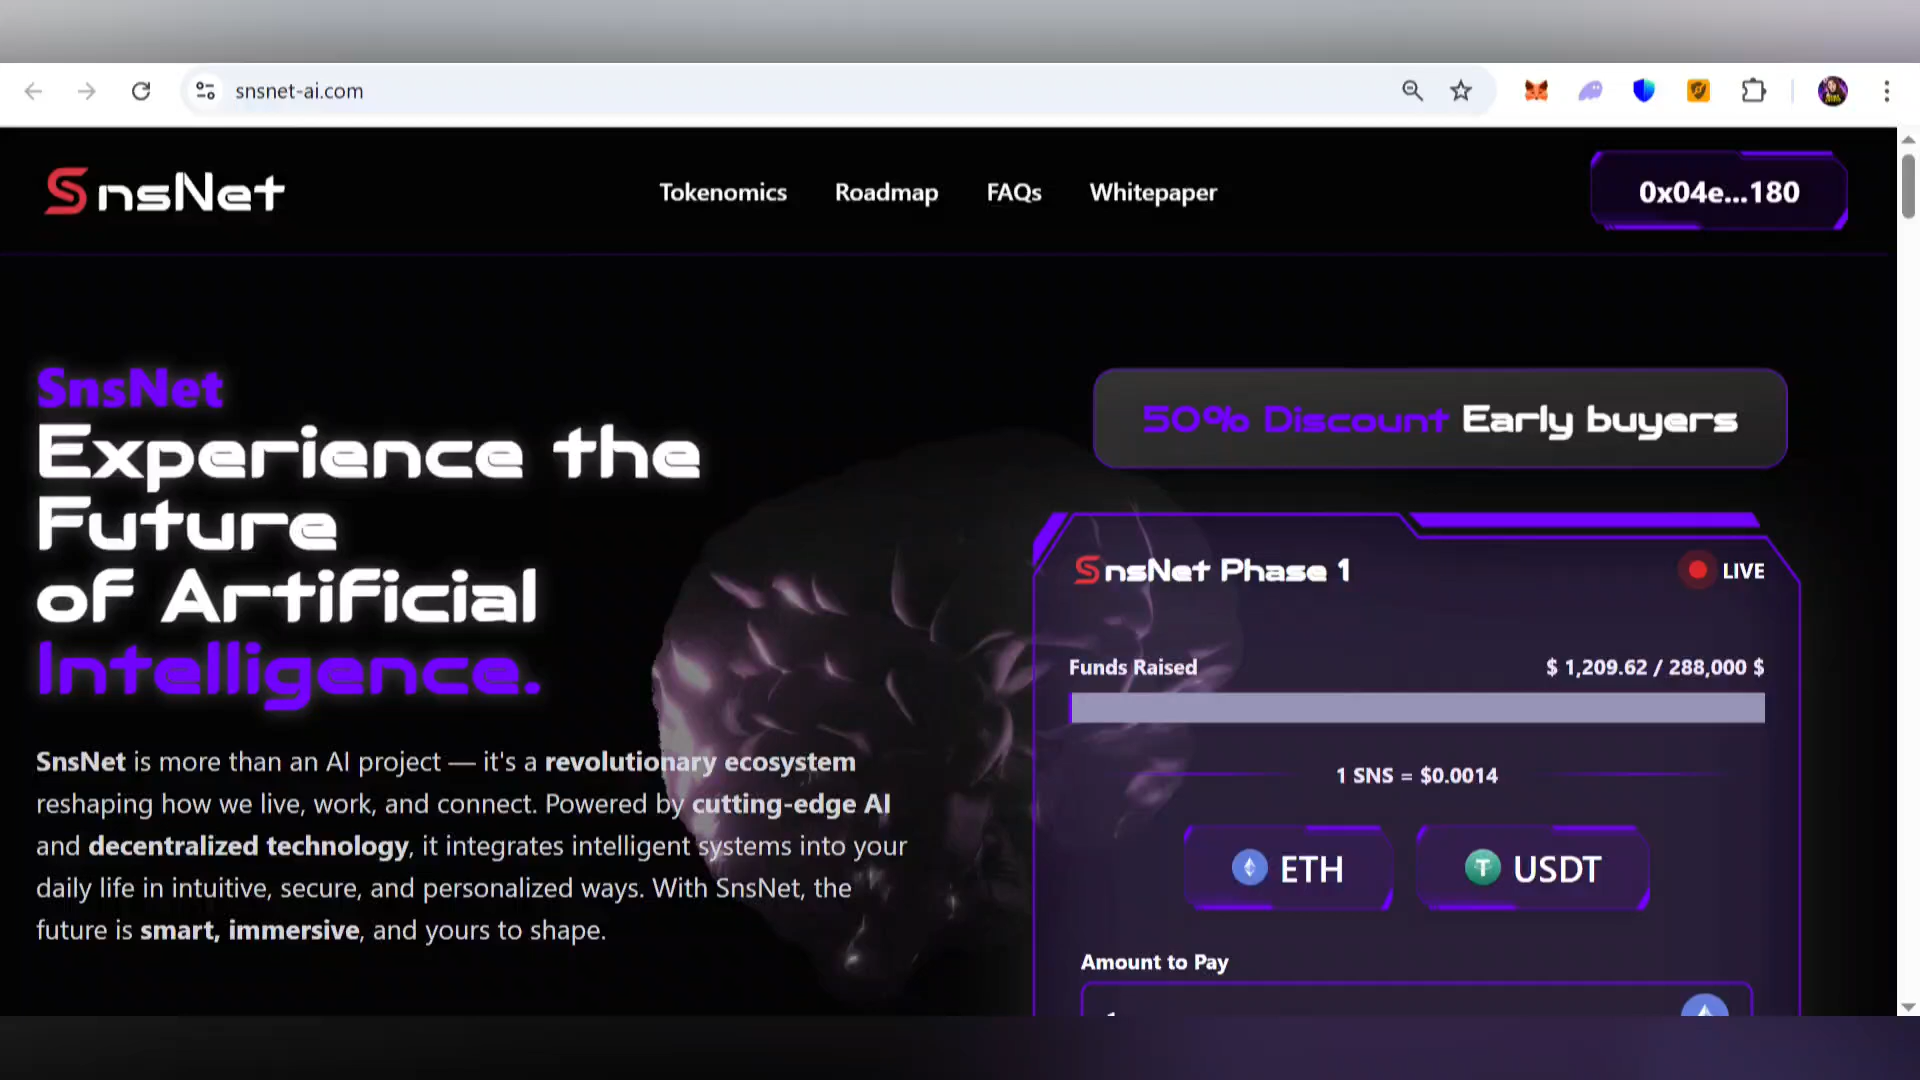 snsnet-ai.com
SnsNet
Tokenomics
Roadmap
FAQs
Whitepaper
0x04e...180
SnsNet
Experience the
Future
of Artificial
Intelligence.
SnsNet is more than an AI project — it's a revolutionary ecosystem
reshaping how we live, work, and connect. Powered by cutting-edge AI
and decentralized technology, it integrates intelligent systems into your
daily life in intuitive, secure, and personalized ways. With SnsNet, the
future is smart, immersive, and yours to shape.
50% Discount Early buyers
SnsNet Phase 1
LIVE
Funds Raised
$ 1,209.62 / 288,000 $
1 SNS = $0.0014
ETH
USDT
Amount to Pay